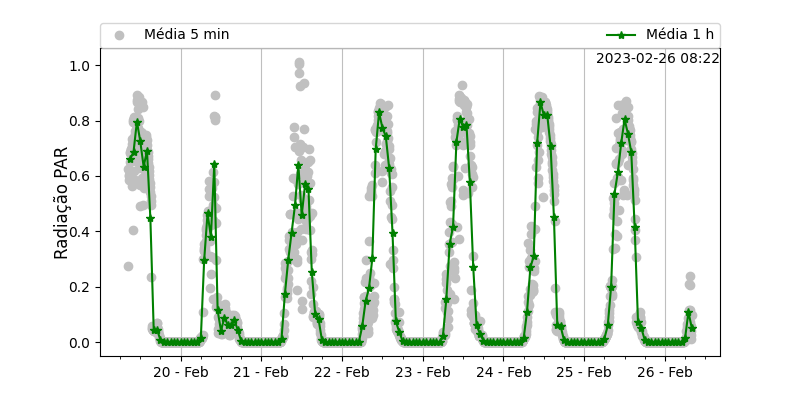 Média 5 min
Média 1 h
2023-02-26 08:22
Radiação PAR
1.0
0.8
0.6
0.4
0.2
0.0
20 - Feb
21 - Feb
22 - Feb
23 - Feb
24 - Feb
25 - Feb
26 - Feb